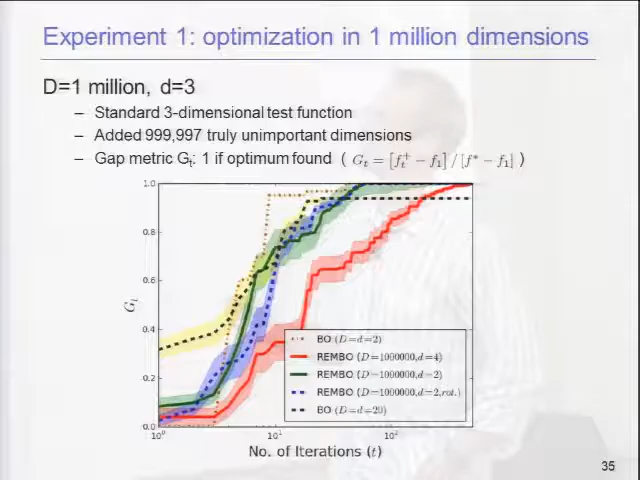 Experiment 1: optimization in 1 million dimensions
D=1 million, d=3
– Standard 3-dimensional test function
– Added 999,997 truly unimportant dimensions
– Gap metric Gₜ: 1 if optimum found ( Gₜ = [fₜ⁺ − f₁] / [f* − f₁] )
1.0
0.8
0.6
0.4
0.2
0.0
Gₜ
BO (D=d=2)
REMBO (D=1000000,d=4)
REMBO (D=1000000,d=2)
REMBO (D=1000000,d=2,rot.)
BO (D=d=20)
10⁰ 10¹ 10²
No. of Iterations (t)
35